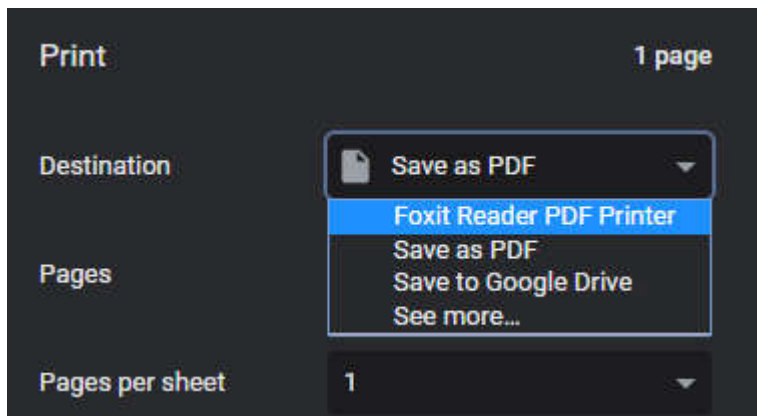 Print 1 page
Destination Save as PDF
Foxit Reader PDF Printer
Save as PDF
Pages Save to Google Drive
See more...
Pages per sheet 1